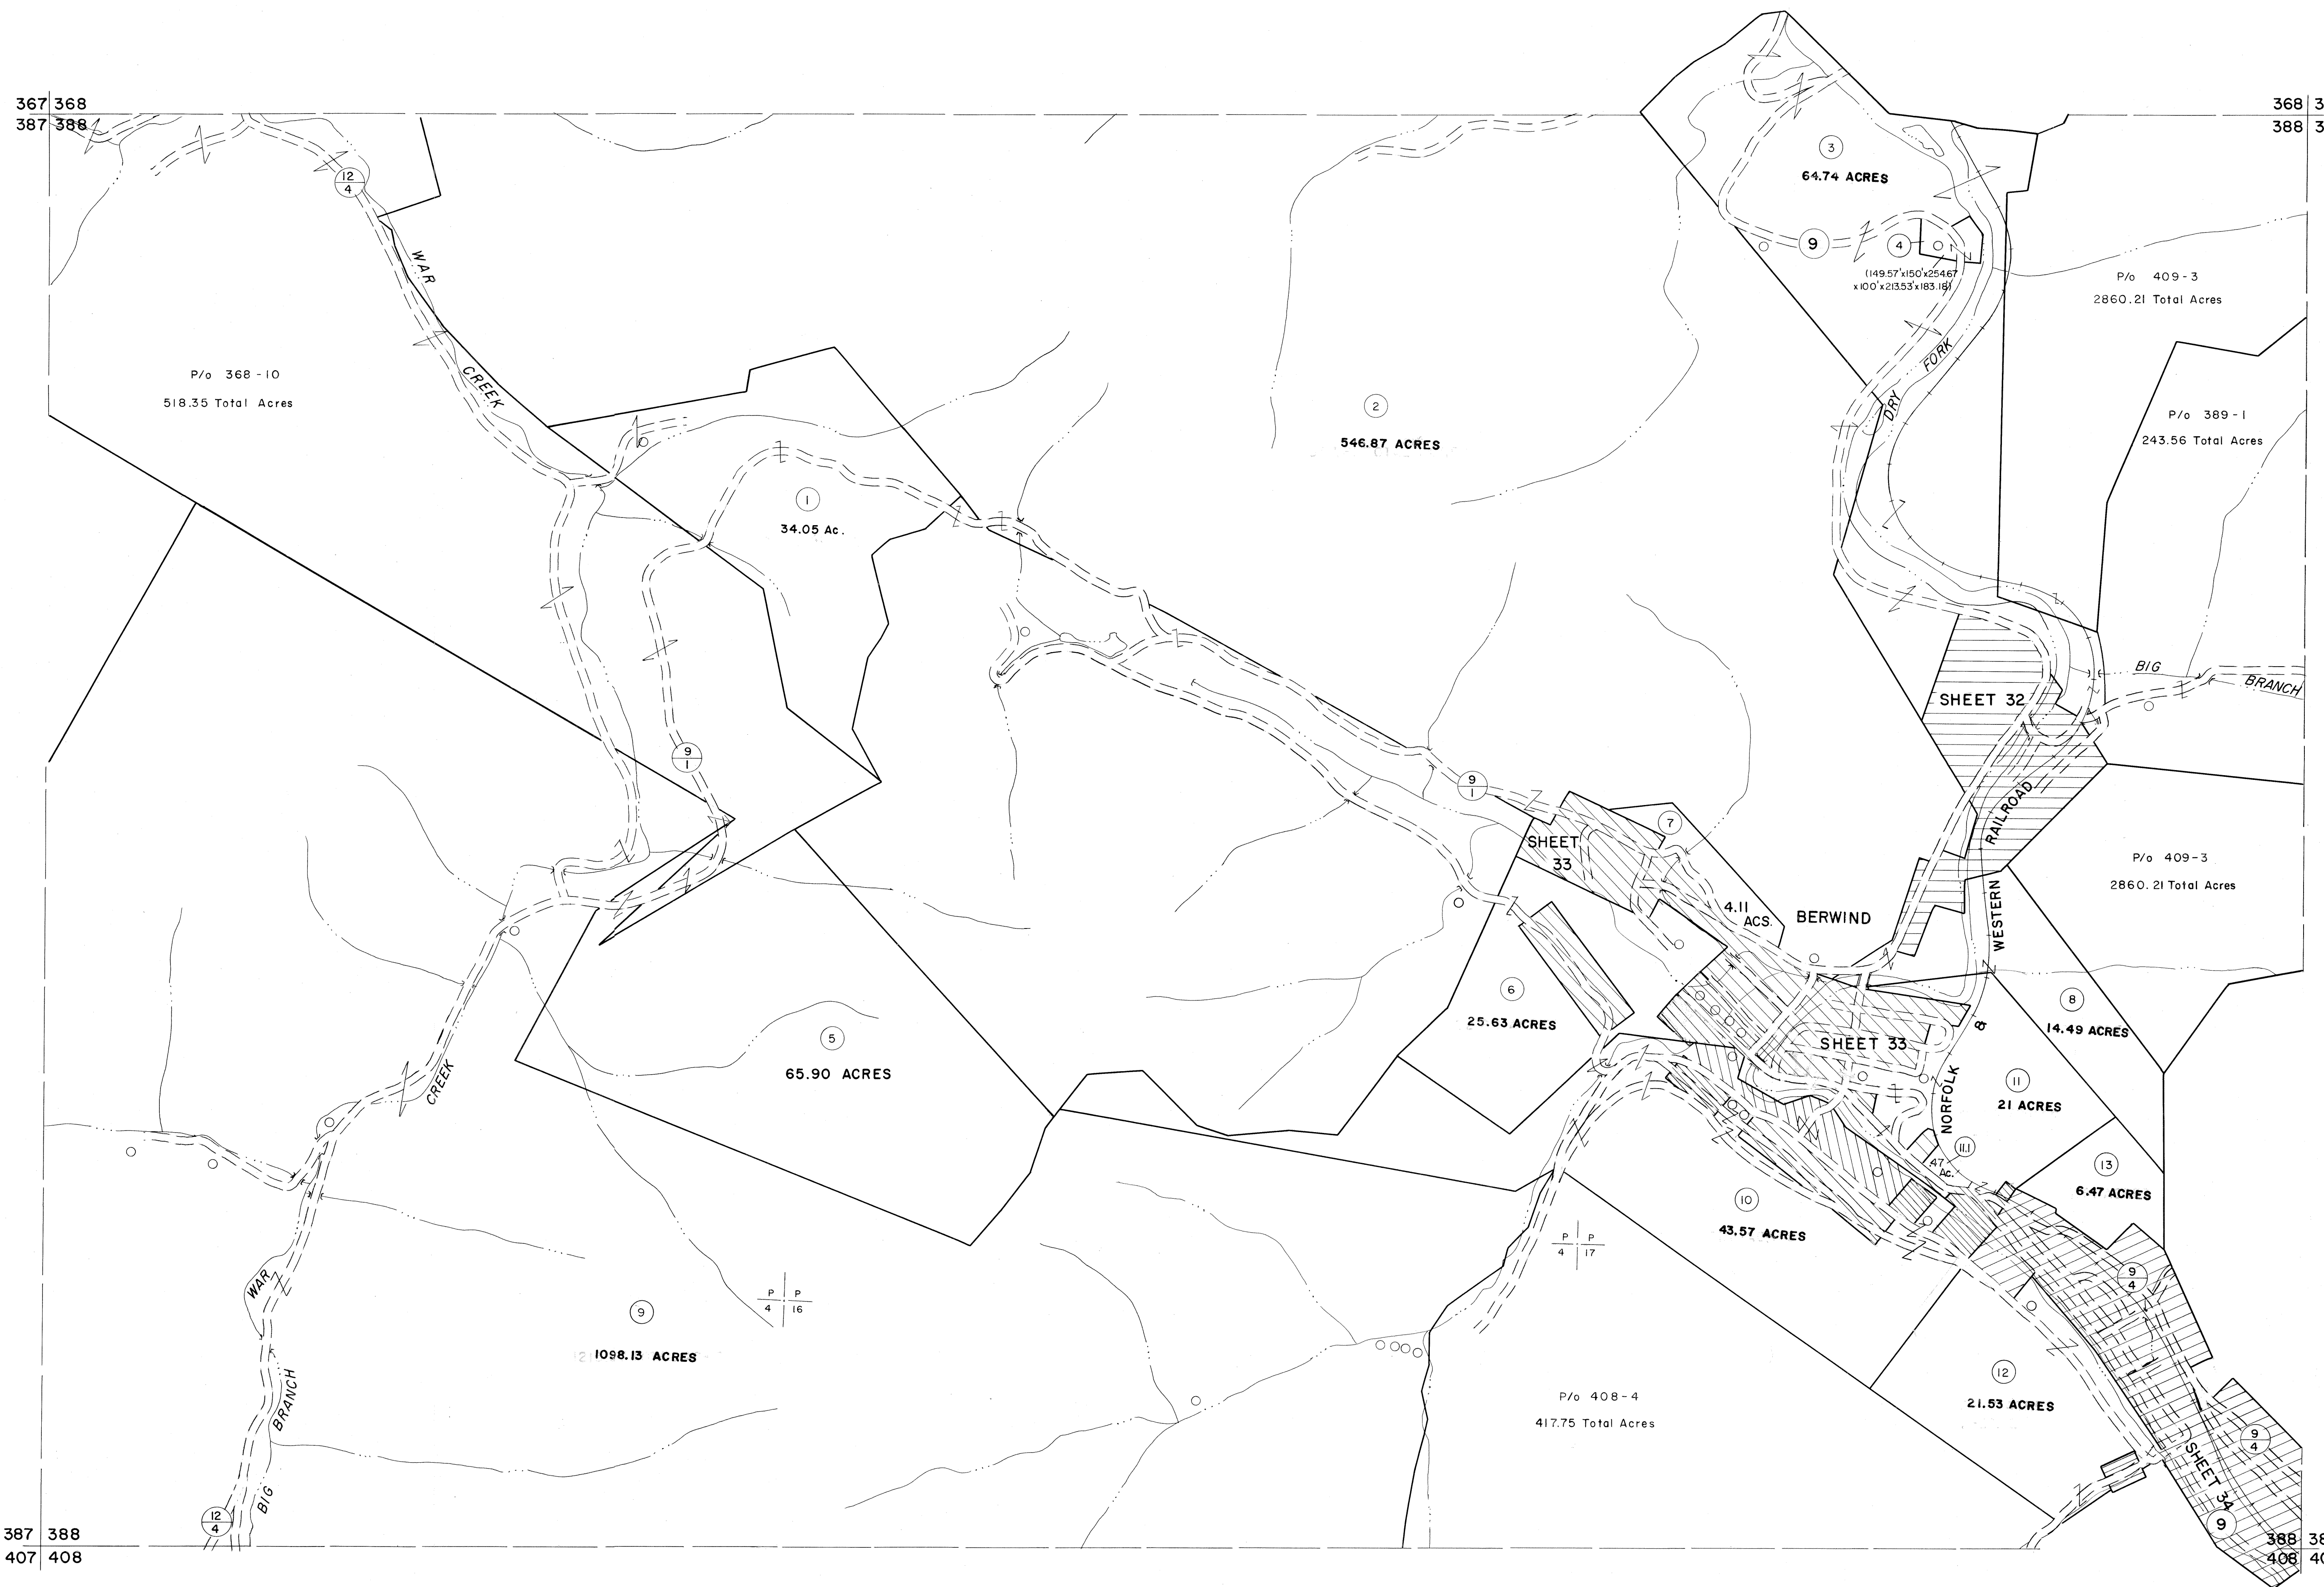 367 368
387 388
368
388
12
4
WAR
CREEK
P/o 368-10
518.35 Total Acres
3
64.74 ACRES
9
4
(149.57'x150'x254.67
x100'x213.53'x183.18')
P/o 409-3
2860.21 Total Acres
DRY
FORK
P/o 389-1
243.56 Total Acres
2
546.87 ACRES
1
34.05 Ac.
BIG
BRANCH
SHEET 32
9
1
9
1
SHEET
33
7
4.11
ACS.
BERWIND
RAILROAD
WESTERN
&
NORFOLK
P/o 409-3
2860.21 Total Acres
6
25.63 ACRES
8
14.49 ACRES
SHEET 33
5
65.90 ACRES
CREEK
11
21 ACRES
11.1
.47
Ac.
13
6.47 ACRES
10
43.57 ACRES
P P
4 17
P P
4 16
WAR
9
1098.13 ACRES
9
4
12
21.53 ACRES
P/o 408-4
417.75 Total Acres
BRANCH
BIG
9
4
SHEET 34
9
12
4
387 388
407 408
388
408